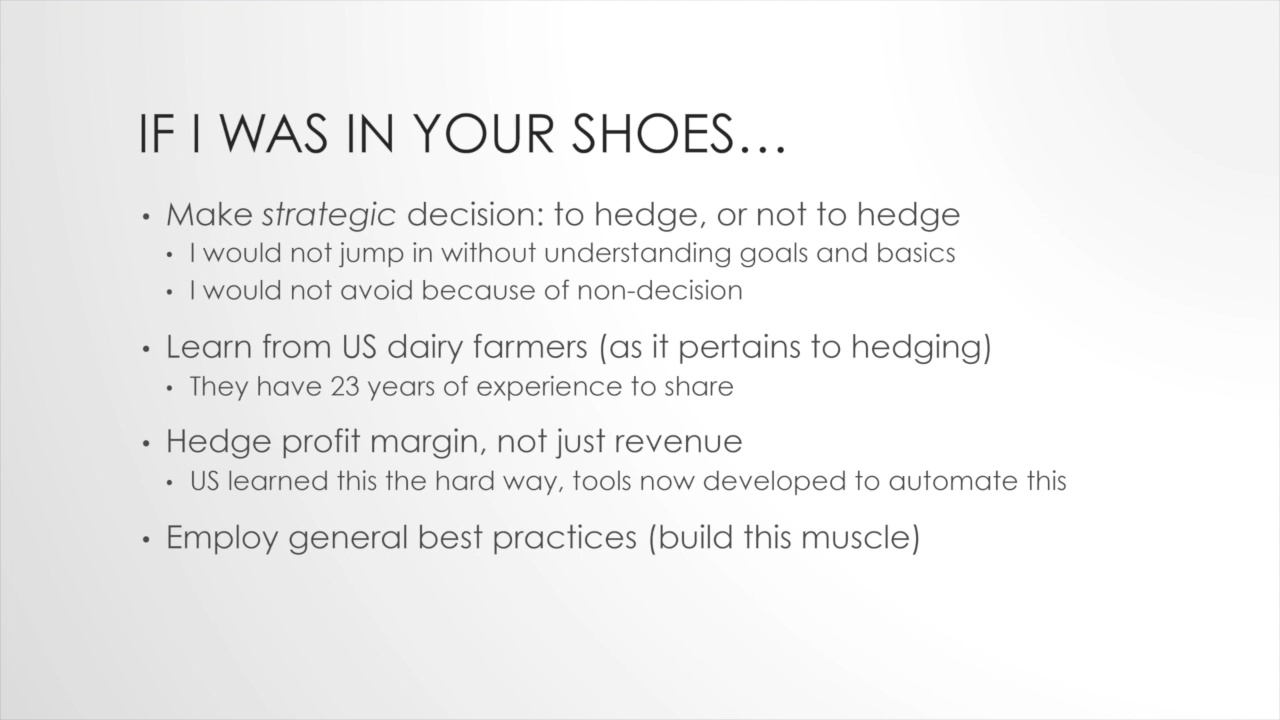 IF I WAS IN YOUR SHOES…
• Make strategic decision: to hedge, or not to hedge
• I would not jump in without understanding goals and basics
• I would not avoid because of non-decision
• Learn from US dairy farmers (as it pertains to hedging)
• They have 23 years of experience to share
• Hedge profit margin, not just revenue
• US learned this the hard way, tools now developed to automate this
• Employ general best practices (build this muscle)